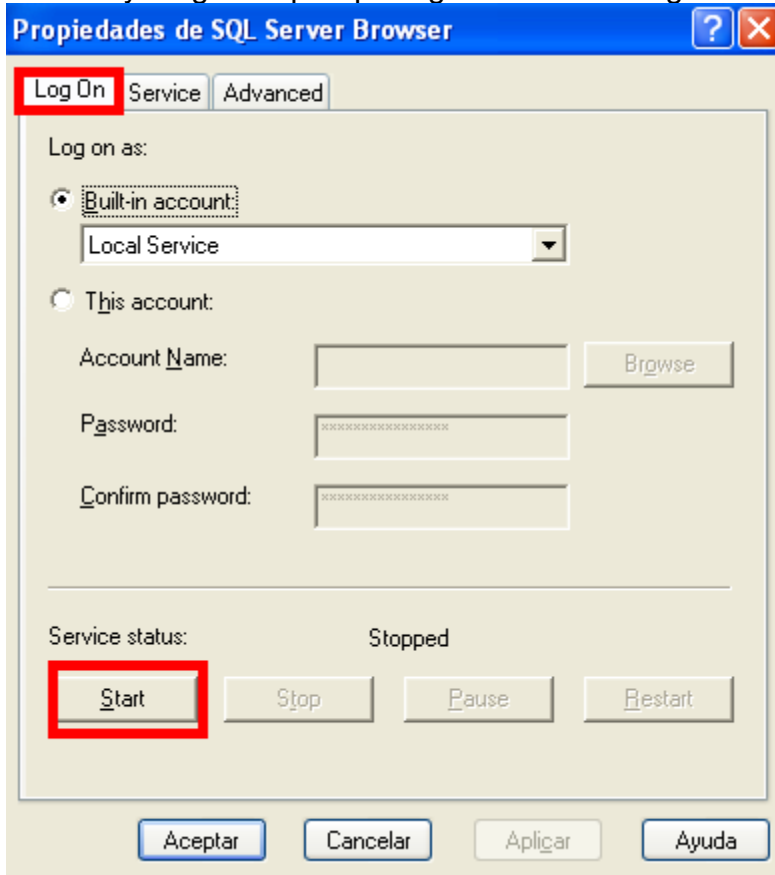 Propiedades de SQL Server Browser
Log On Service Advanced
Log on as:
Built-in account:
Local Service
This account:
Account Name:
Browse
Password:
****************
Confirm password:
****************
Service status: Stopped
Start Stop Pause Restart
Aceptar Cancelar Aplicar Ayuda